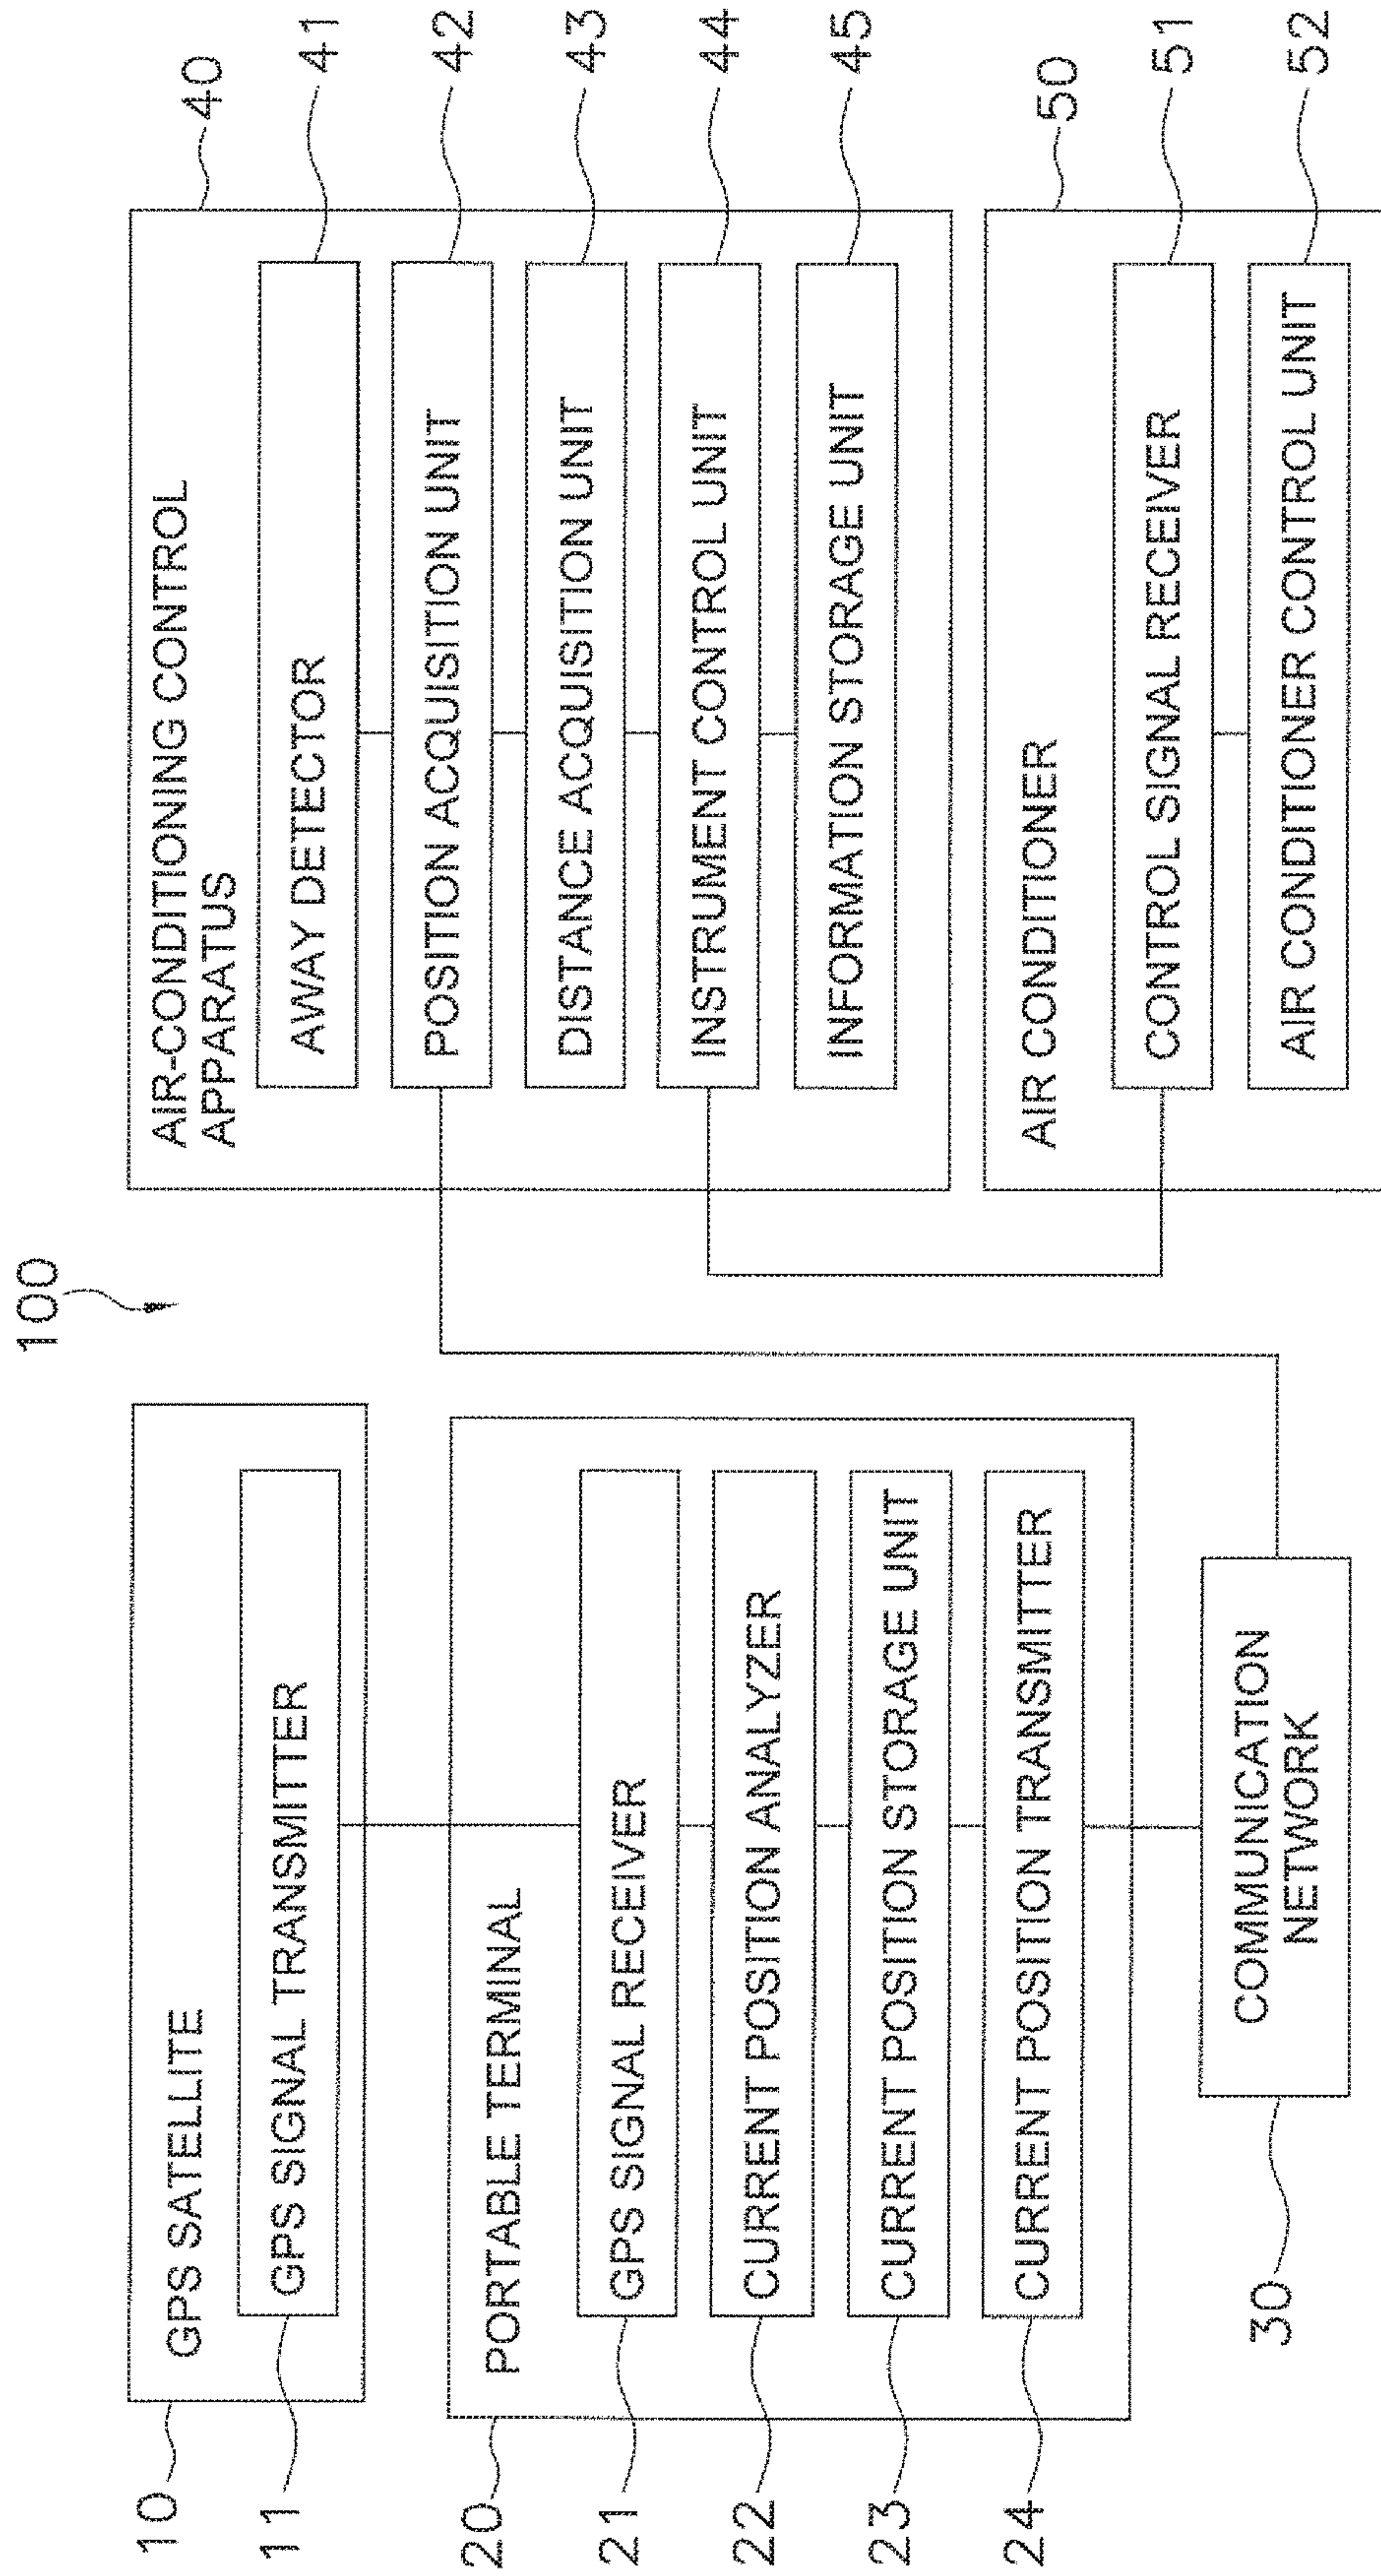 100
10
GPS SATELLITE
11
GPS SIGNAL TRANSMITTER
20
PORTABLE TERMINAL
21
GPS SIGNAL RECEIVER
22
CURRENT POSITION ANALYZER
23
CURRENT POSITION STORAGE UNIT
24
CURRENT POSITION TRANSMITTER
30
COMMUNICATION
NETWORK
AIR-CONDITIONING CONTROL
APPARATUS
40
AWAY DETECTOR
41
POSITION ACQUISITION UNIT
42
DISTANCE ACQUISITION UNIT
43
INSTRUMENT CONTROL UNIT
44
INFORMATION STORAGE UNIT
45
AIR CONDITIONER
50
CONTROL SIGNAL RECEIVER
51
AIR CONDITIONER CONTROL UNIT
52